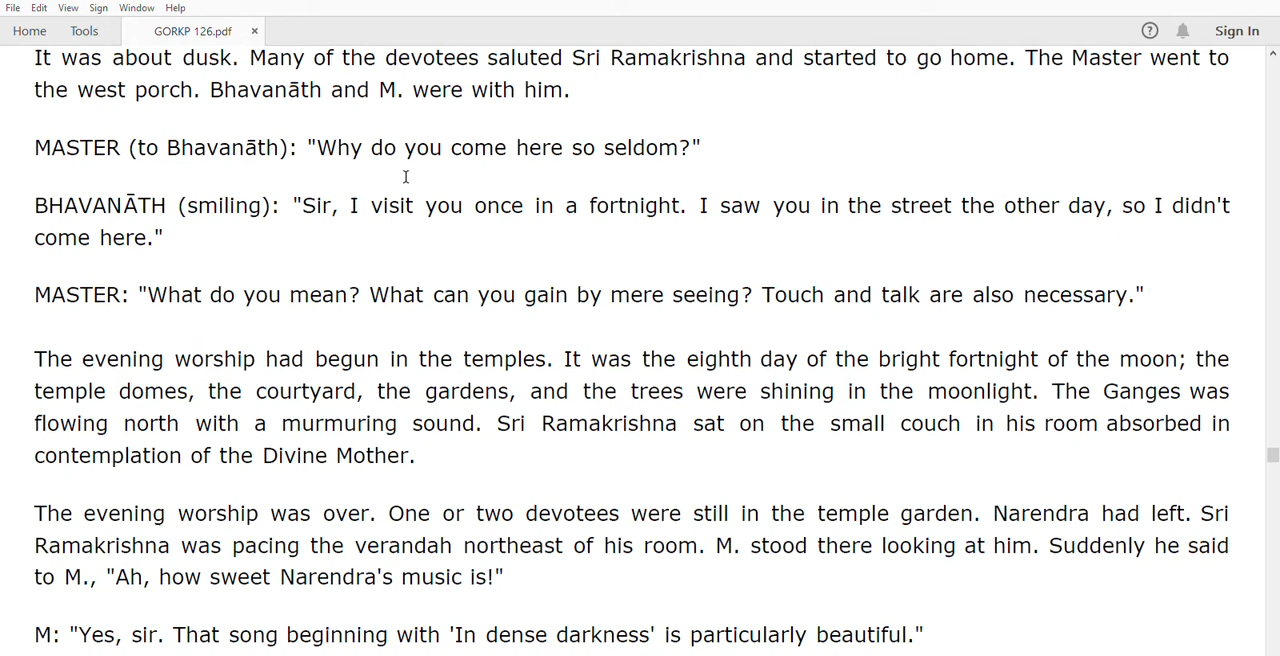 File Edit View Sign Window Help
Home Tools GORKP 126.pdf × ? Sign In
It was about dusk. Many of the devotees saluted Sri Ramakrishna and started to go home. The Master went to
the west porch. Bhavanāth and M. were with him.
MASTER (to Bhavanāth): "Why do you come here so seldom?"
BHAVANĀTH (smiling): "Sir, I visit you once in a fortnight. I saw you in the street the other day, so I didn't
come here."
MASTER: "What do you mean? What can you gain by mere seeing? Touch and talk are also necessary."
The evening worship had begun in the temples. It was the eighth day of the bright fortnight of the moon; the
temple domes, the courtyard, the gardens, and the trees were shining in the moonlight. The Ganges was
flowing north with a murmuring sound. Sri Ramakrishna sat on the small couch in his room absorbed in
contemplation of the Divine Mother.
The evening worship was over. One or two devotees were still in the temple garden. Narendra had left. Sri
Ramakrishna was pacing the verandah northeast of his room. M. stood there looking at him. Suddenly he said
to M., "Ah, how sweet Narendra's music is!"
M: "Yes, sir. That song beginning with 'In dense darkness' is particularly beautiful."